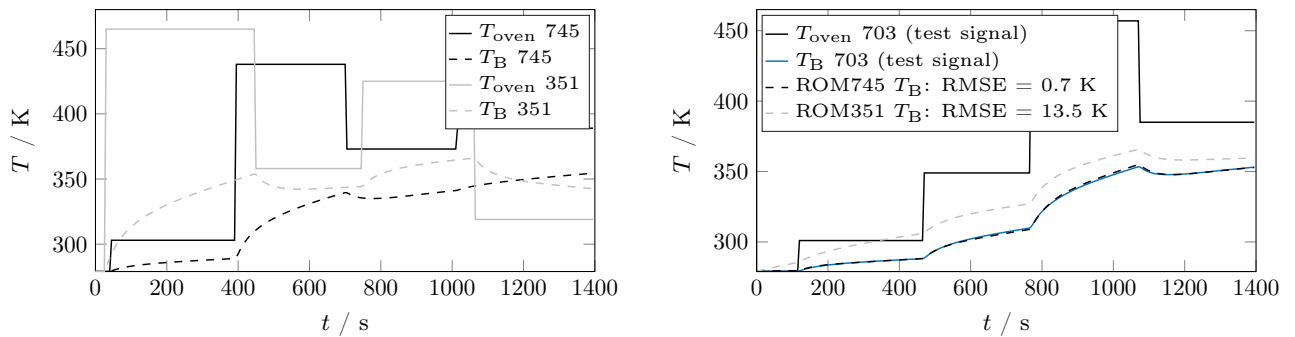 450
400
350
300
T / K
T_oven 745
T_B 745
T_oven 351
T_B 351
0 200 400 600 800 1000 1200 1400
t / s
450
400
350
300
T / K
T_oven 703 (test signal)
T_B 703 (test signal)
ROM745 T_B: RMSE = 0.7 K
ROM351 T_B: RMSE = 13.5 K
0 200 400 600 800 1000 1200 1400
t / s